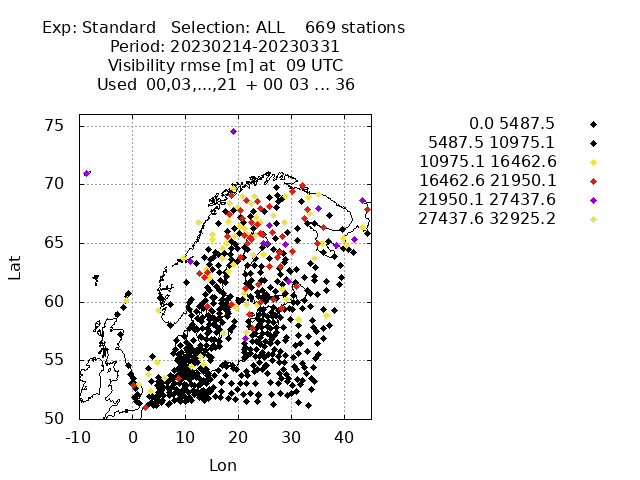 Exp: Standard   Selection: ALL    669 stations
Period: 20230214-20230331
Visibility rmse [m] at  09 UTC
Used  00,03,...,21  + 00 03 ... 36
0.0 5487.5
5487.5 10975.1
10975.1 16462.6
16462.6 21950.1
21950.1 27437.6
27437.6 32925.2
75
70
65
60
55
50
Lat
-10 0 10 20 30 40
Lon